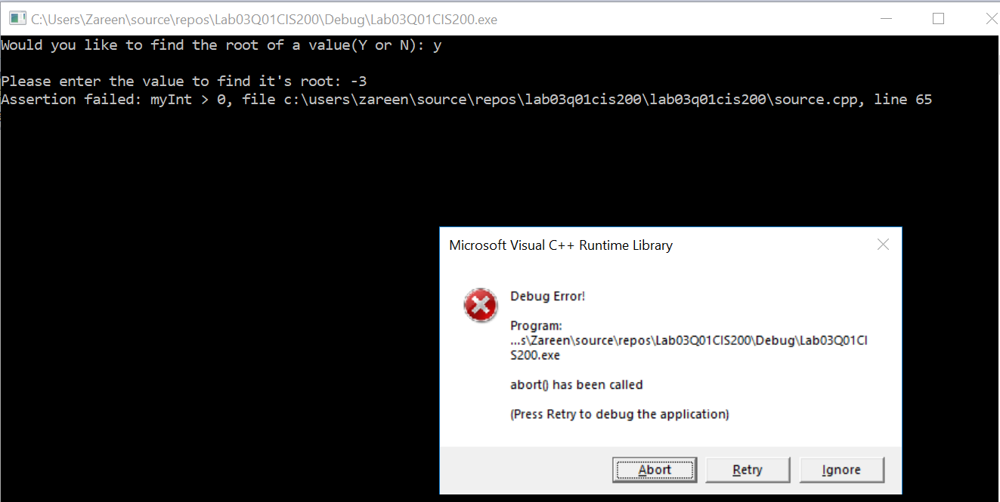 C:\Users\Zareen\source\repos\Lab03Q01CIS200\Debug\Lab03Q01CIS200.exe
Would you like to find the root of a value(Y or N): y
Please enter the value to find it's root: -3
Assertion failed: myInt > 0, file c:\users\zareen\source\repos\lab03q01cis200\lab03q01cis200\source.cpp, line 65
Microsoft Visual C++ Runtime Library
Debug Error!
Program:
...s\Zareen\source\repos\Lab03Q01CIS200\Debug\Lab03Q01CI
S200.exe
abort() has been called
(Press Retry to debug the application)
Abort Retry Ignore